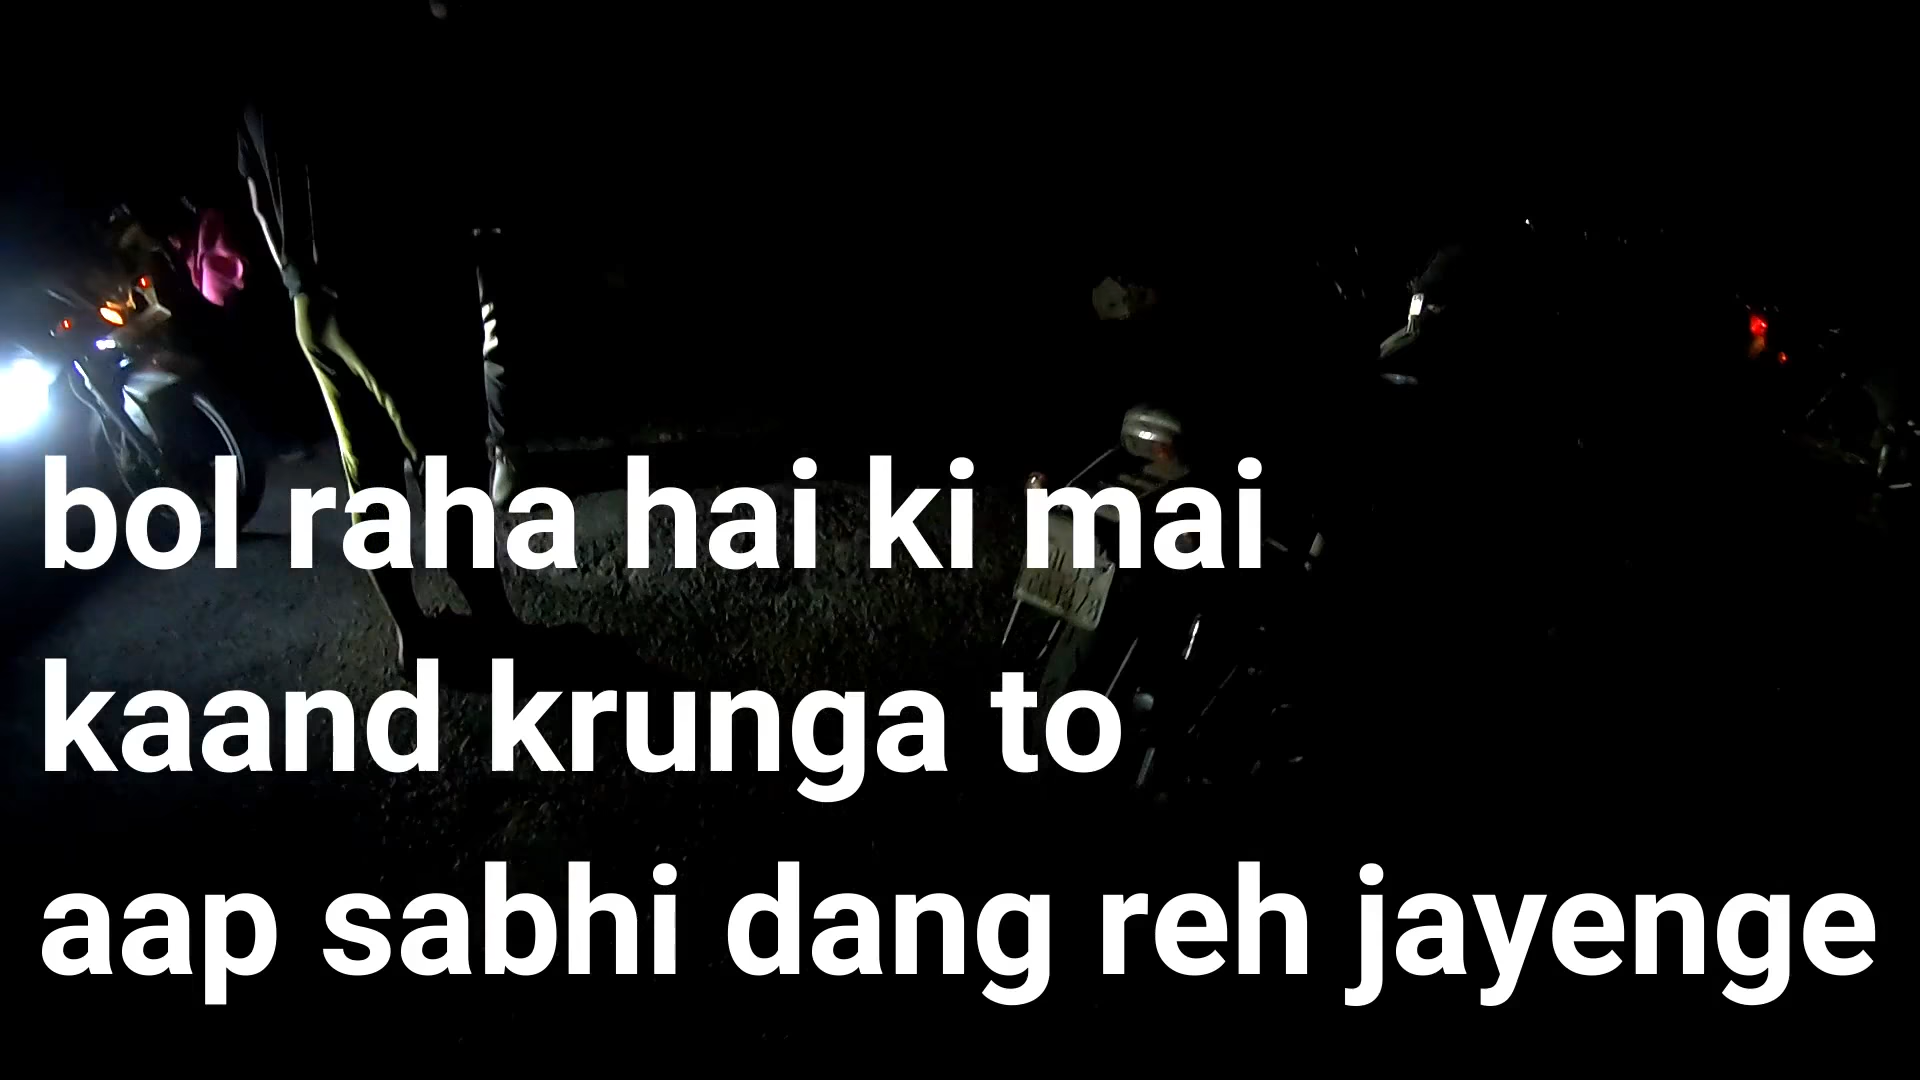 bol raha hai ki mai
kaand krunga to
aap sabhi dang reh jayenge